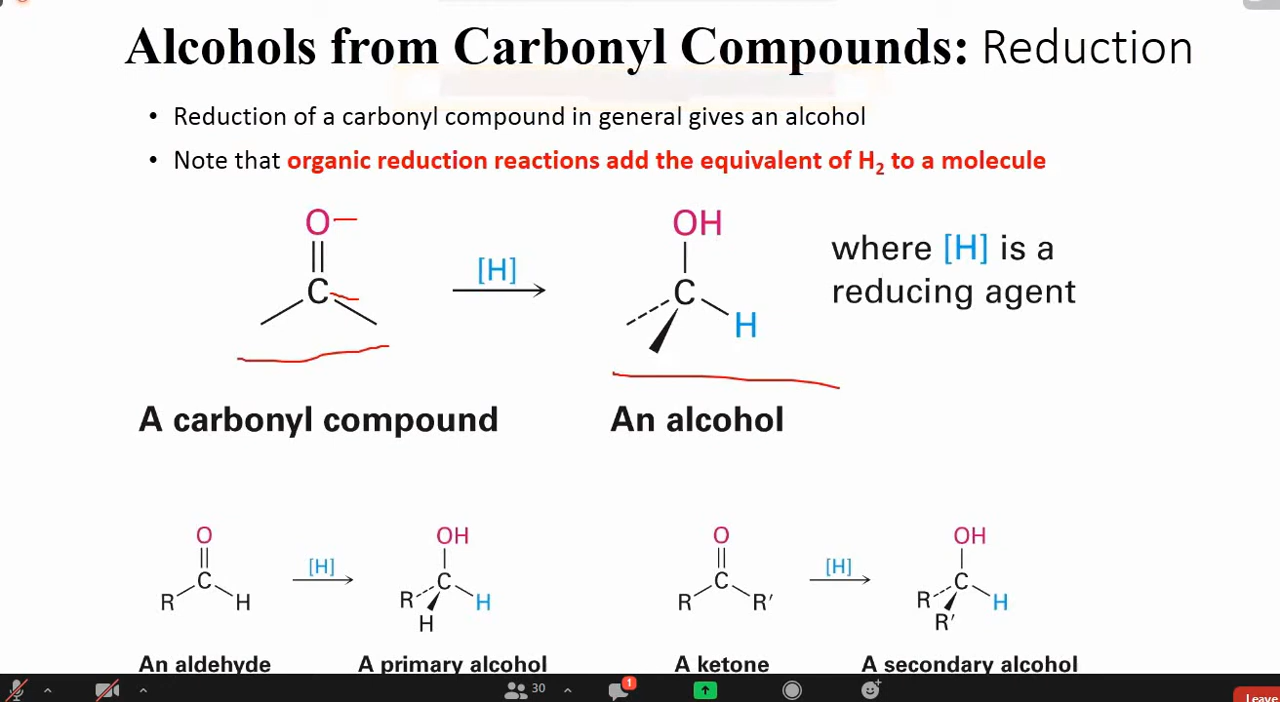 Alcohols from Carbonyl Compounds: Reduction
• Reduction of a carbonyl compound in general gives an alcohol
• Note that organic reduction reactions add the equivalent of H₂ to a molecule
O
C
[H]
OH
C
H
where [H] is a
reducing agent
A carbonyl compound
An alcohol
O
C
R
H
[H]
OH
C
R
H
H
O
C
R
R′
[H]
OH
C
R
H
R′
An aldehyde
A primary alcohol
A ketone
A secondary alcohol
30
1
Leave